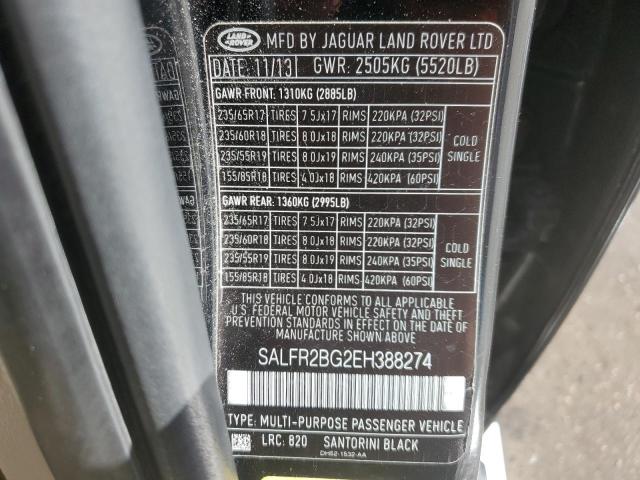 LAND ROVER MFD BY JAGUAR LAND ROVER LTD
DATE: 11/13 GWR: 2505KG (5520LB)
GAWR FRONT: 1310KG (2885LB)
235/65R17 TIRES 7.5Jx17 RIMS 220KPA (32PSI)
235/60R18 TIRES 8.0Jx18 RIMS 220KPA (32PSI)
235/55R19 TIRES 8.0Jx19 RIMS 240KPA (35PSI)
155/85R18 TIRES 4.0Jx18 RIMS 420KPA (60PSI)
COLD
SINGLE
GAWR REAR: 1360KG (2995LB)
235/65R17 TIRES 7.5Jx17 RIMS 220KPA (32PSI)
235/60R18 TIRES 8.0Jx18 RIMS 220KPA (32PSI)
235/55R19 TIRES 8.0Jx19 RIMS 240KPA (35PSI)
155/85R18 TIRES 4.0Jx18 RIMS 420KPA (60PSI)
COLD
SINGLE
THIS VEHICLE CONFORMS TO ALL APPLICABLE
U.S. FEDERAL MOTOR VEHICLE SAFETY AND THEFT
PREVENTION STANDARDS IN EFFECT ON THE DATE OF
MANUFACTURE SHOWN ABOVE.
SALFR2BG2EH388274
TYPE: MULTI-PURPOSE PASSENGER VEHICLE
LRC: 820 SANTORINI BLACK
DH52-1532-AA